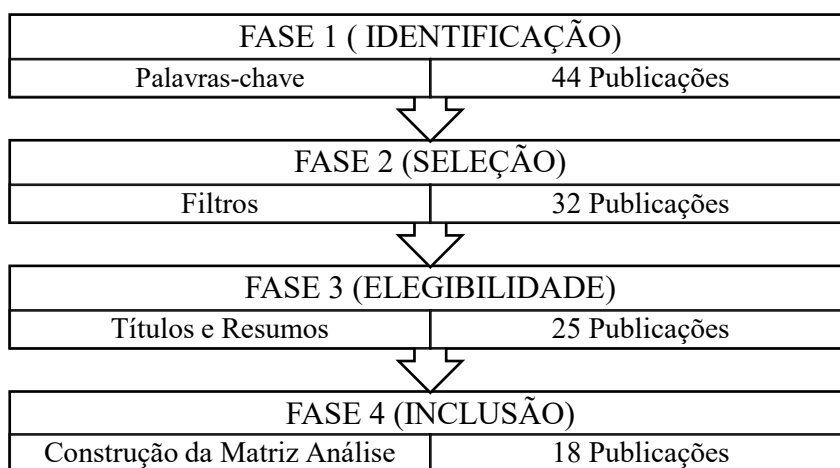 FASE 1 ( IDENTIFICAÇÃO)
Palavras-chave 44 Publicações
FASE 2 (SELEÇÃO)
Filtros 32 Publicações
FASE 3 (ELEGIBILIDADE)
Títulos e Resumos 25 Publicações
FASE 4 (INCLUSÃO)
Construção da Matriz Análise 18 Publicações